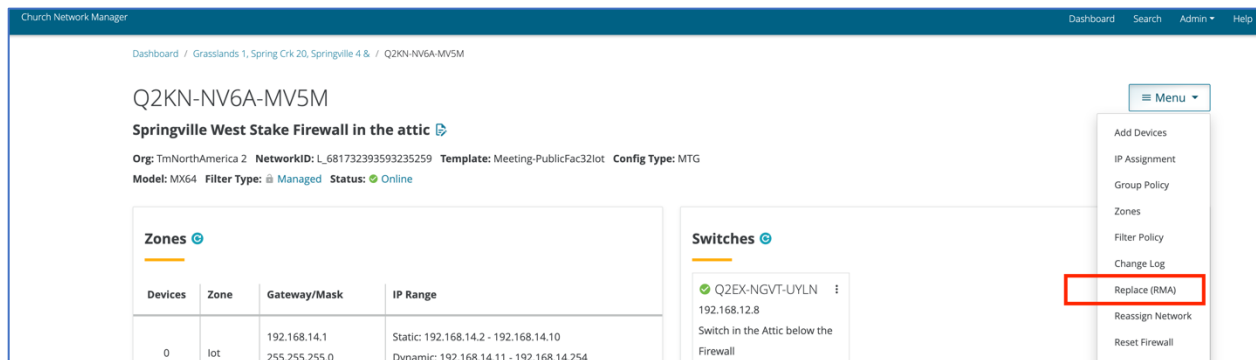 Church Network Manager
Dashboard Search Admin Help
Dashboard / Grasslands 1, Spring Crk 20, Springville 4 & / Q2KN-NV6A-MV5M
Q2KN-NV6A-MV5M
Menu
Springville West Stake Firewall in the attic
Org: TmNorthAmerica 2 NetworkID: L_681732393593235259 Template: Meeting-PublicFac32Iot Config Type: MTG
Model: MX64 Filter Type: Managed Status: Online
Add Devices
IP Assignment
Group Policy
Zones
Filter Policy
Change Log
Replace (RMA)
Reassign Network
Reset Firewall
Zones
Devices Zone Gateway/Mask IP Range
0 Iot 192.168.14.1 Static: 192.168.14.2 - 192.168.14.10
255.255.255.0 Dynamic: 192.168.14.11 - 192.168.14.254
Switches
Q2EX-NGVT-UYLN
192.168.12.8
Switch in the Attic below the
Firewall